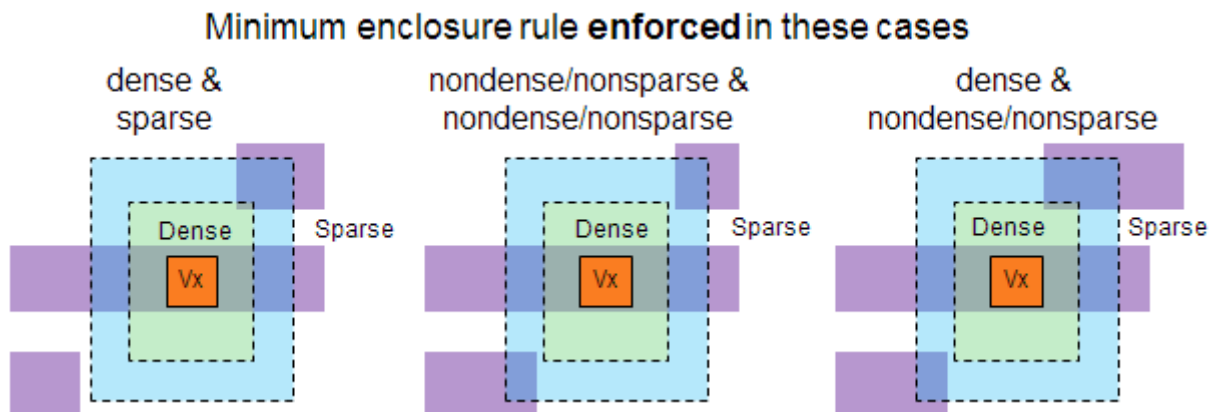 Minimum enclosure rule enforced in these cases
dense &
sparse
nondense/nonsparse &
nondense/nonsparse
dense &
nondense/nonsparse
Dense
Sparse
Vx
Dense
Sparse
Vx
Dense
Sparse
Vx